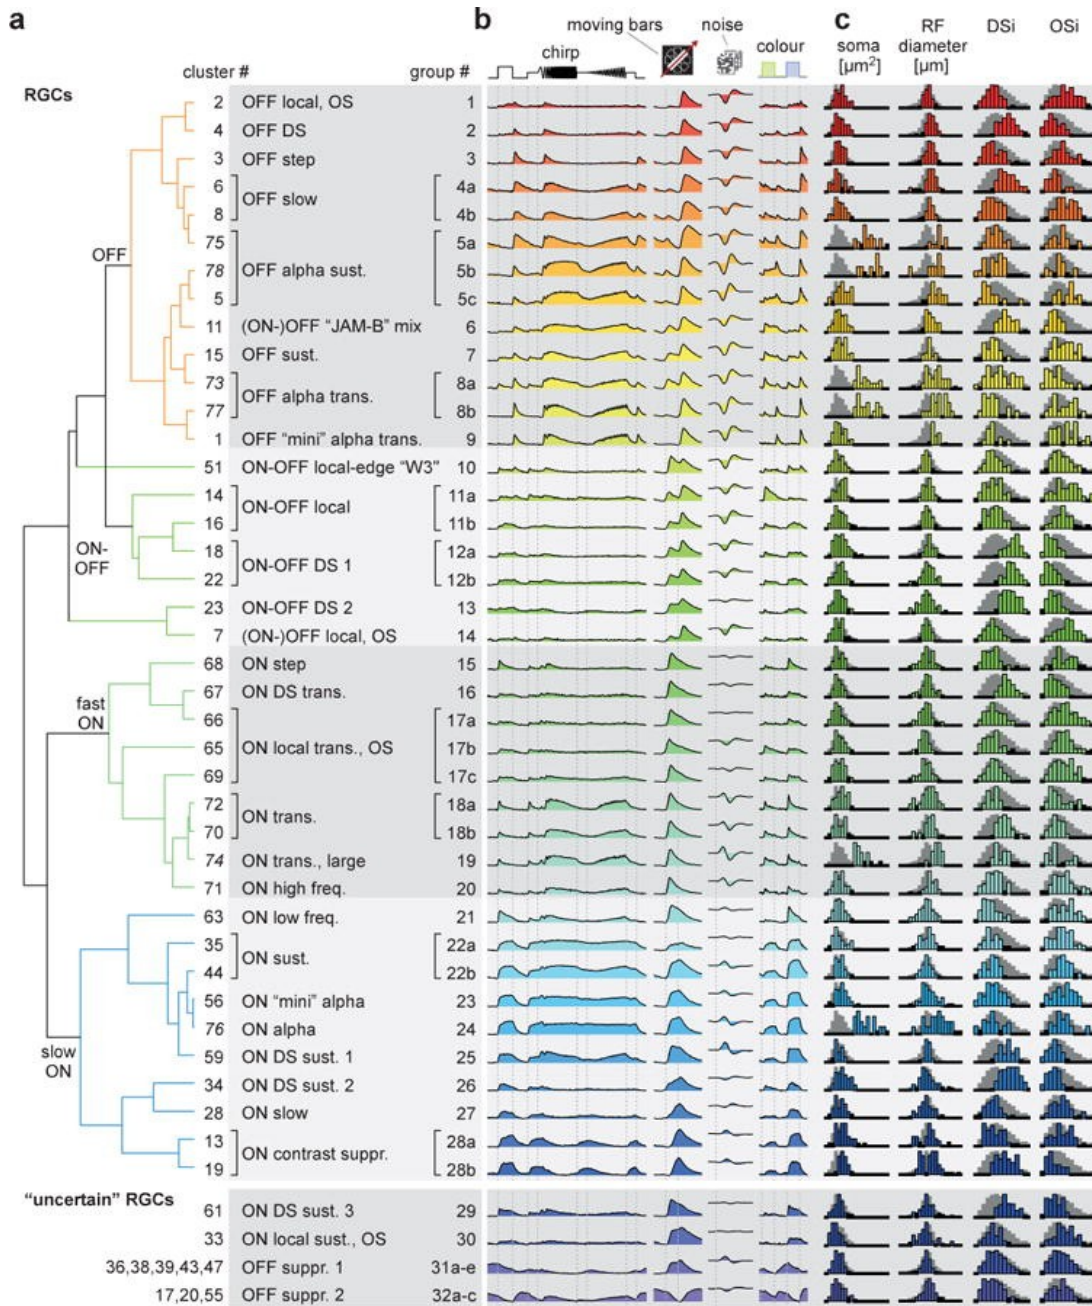 a
b
c
moving bars
noise
chirp
colour
soma
[µm²]
RF
diameter
[µm]
DSi
OSi
cluster #
group #
RGCs
2 OFF local, OS 1
4 OFF DS 2
3 OFF step 3
6 4a
OFF slow
8 4b
75 5a
78 OFF alpha sust. 5b
5 5c
11 (ON-)OFF “JAM-B” mix 6
15 OFF sust. 7
73 8a
OFF alpha trans.
77 8b
1 OFF “mini” alpha trans. 9
51 ON-OFF local-edge “W3” 10
14 11a
ON-OFF local
16 11b
18 12a
ON-OFF DS 1
22 12b
23 ON-OFF DS 2 13
7 (ON-)OFF local, OS 14
68 ON step 15
67 ON DS trans. 16
66 17a
65 ON local trans., OS 17b
69 17c
72 18a
ON trans.
70 18b
74 ON trans., large 19
71 ON high freq. 20
63 ON low freq. 21
35 22a
ON sust.
44 22b
56 ON “mini” alpha 23
76 ON alpha 24
59 ON DS sust. 1 25
34 ON DS sust. 2 26
28 ON slow 27
13 28a
ON contrast suppr.
19 28b
OFF
ON-
OFF
fast
ON
slow
ON
“uncertain” RGCs
61 ON DS sust. 3 29
33 ON local sust., OS 30
36,38,39,43,47 OFF suppr. 1 31a-e
17,20,55 OFF suppr. 2 32a-c